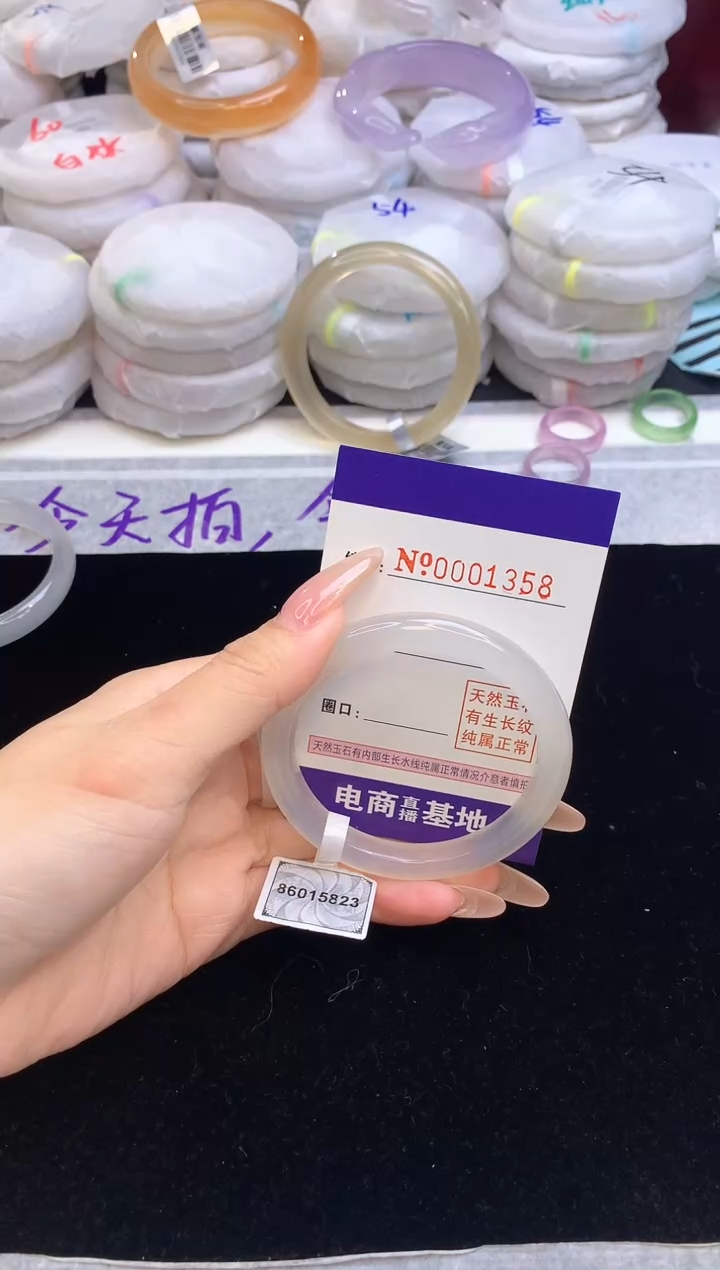 60
白水
54
今天拍,
No0001358
圈口:
天然玉
有生长纹
纯属正常
天然玉石有内部生长水线纯属正常情况介意者慎拍
电商直播基地
86015823